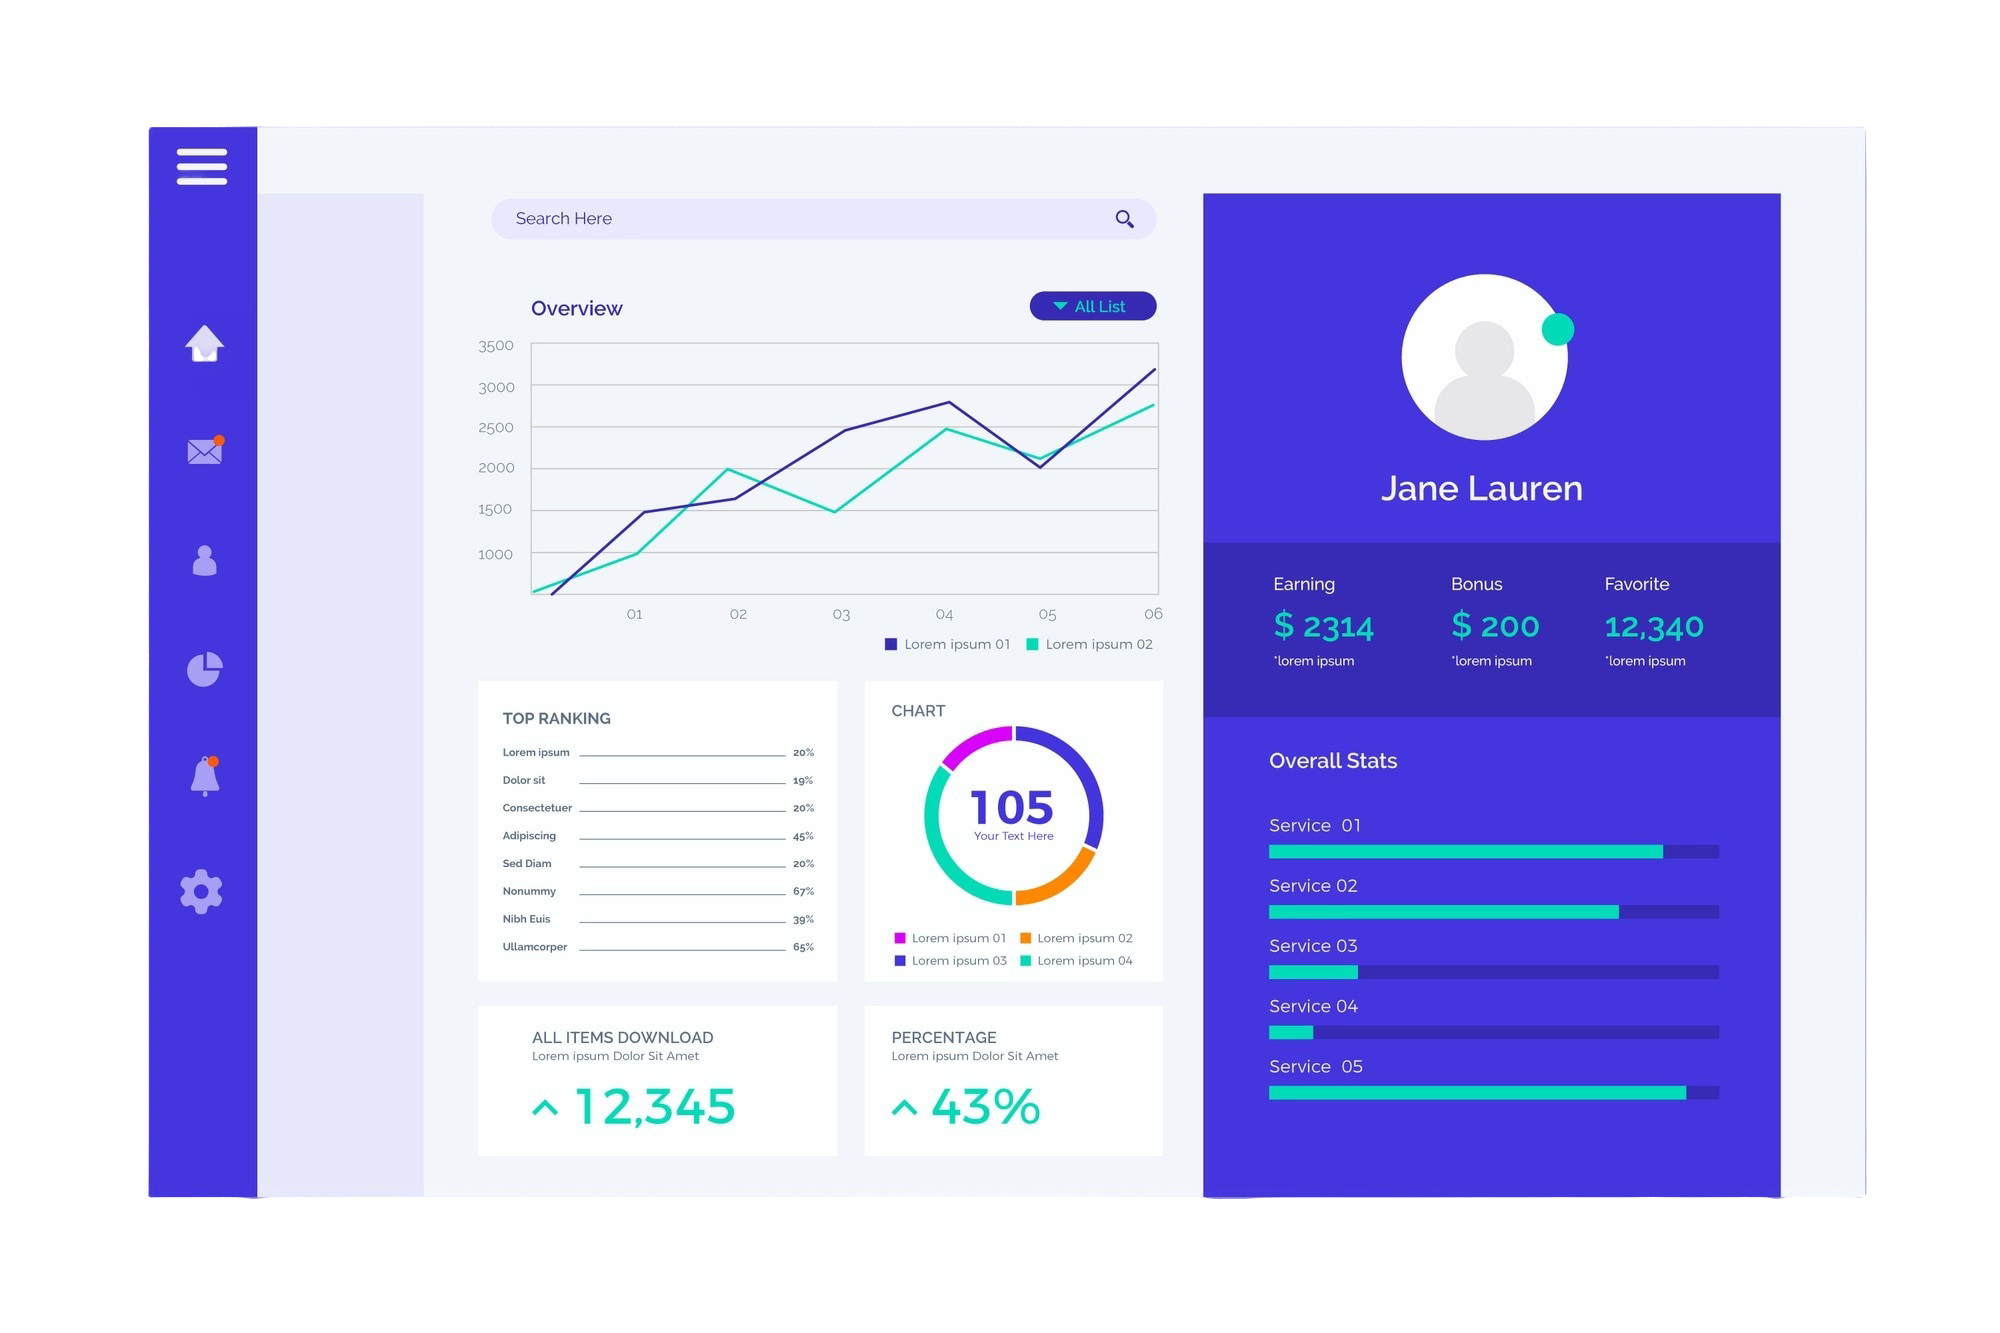 Search Here
Overview
All List
3500
3000
2500
2000
1500
1000
01 02 03 04 05 06
Lorem ipsum 01 Lorem ipsum 02
TOP RANKING
Lorem ipsum 20%
Dolor sit 19%
Consectetuer 20%
Adipiscing 45%
Sed Diam 20%
Nonummy 67%
Nibh Euis 39%
Ullamcorper 65%
CHART
105
Your Text Here
Lorem ipsum 01 Lorem ipsum 02
Lorem ipsum 03 Lorem ipsum 04
ALL ITEMS DOWNLOAD
Lorem ipsum Dolor Sit Amet
12,345
PERCENTAGE
Lorem ipsum Dolor Sit Amet
43%
Jane Lauren
Earning Bonus Favorite
$ 2314 $ 200 12,340
*lorem ipsum *lorem ipsum *lorem ipsum
Overall Stats
Service 01
Service 02
Service 03
Service 04
Service 05